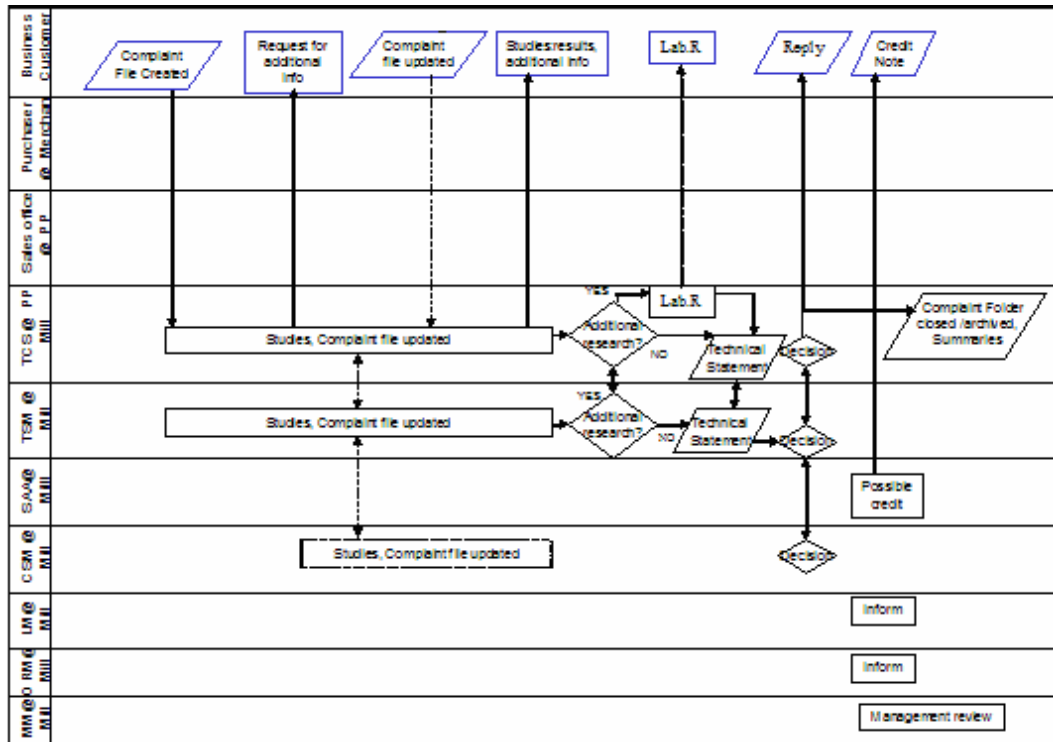 Business
Customer
Complaint
File Created
Request for
additional
Info
Complaint
file updated
Studies results,
additional info
Lab.R
Reply
Credit
Note
Purchaser
@ Merchan
Sales office
@ PP
TCS@ PP
Mill
Studies, Complaint file updated
YES
Additional
research?
NO
Lab.R
Technical
Statement
Decision
Complaint Folder
closed /archived,
Summaries
TSM @
Mill
Studies, Complaint file updated
YES
Additional
research?
NO
Technical
Statement
Decision
SAA@
Mill
Possible
credit
CSM @
Mill
Studies, Complaint file updated
Decision
LM@
Mill
Inform
O RM@
Mill
Inform
MM@
Mill
Management review